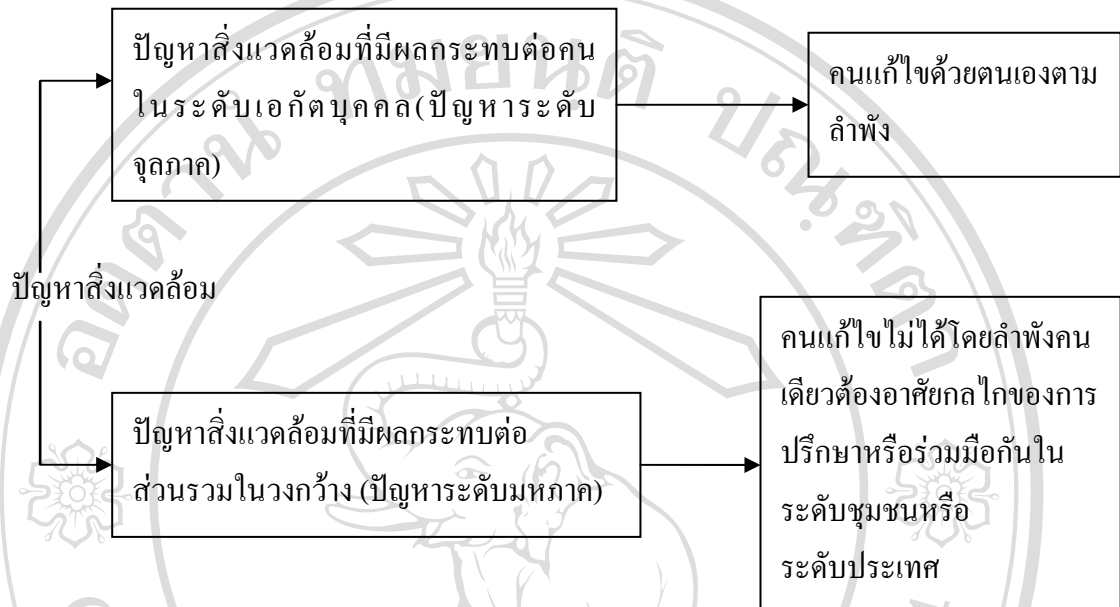 ปัญหาสิ่งแวดล้อมที่มีผลกระทบต่อคน
ในระดับเอกัตบุคคล(ปัญหาระดับ
จุลภาค)
คนแก้ไขด้วยตนเองตาม
ลำพัง
ปัญหาสิ่งแวดล้อม
ปัญหาสิ่งแวดล้อมที่มีผลกระทบต่อ
ส่วนรวมในวงกว้าง (ปัญหาระดับมหภาค)
คนแก้ไขไม่ได้โดยลำพังคน
เดียวต้องอาศัยกลไกของการ
ปรึกษาหรือร่วมมือกันใน
ระดับชุมชนหรือ
ระดับประเทศ